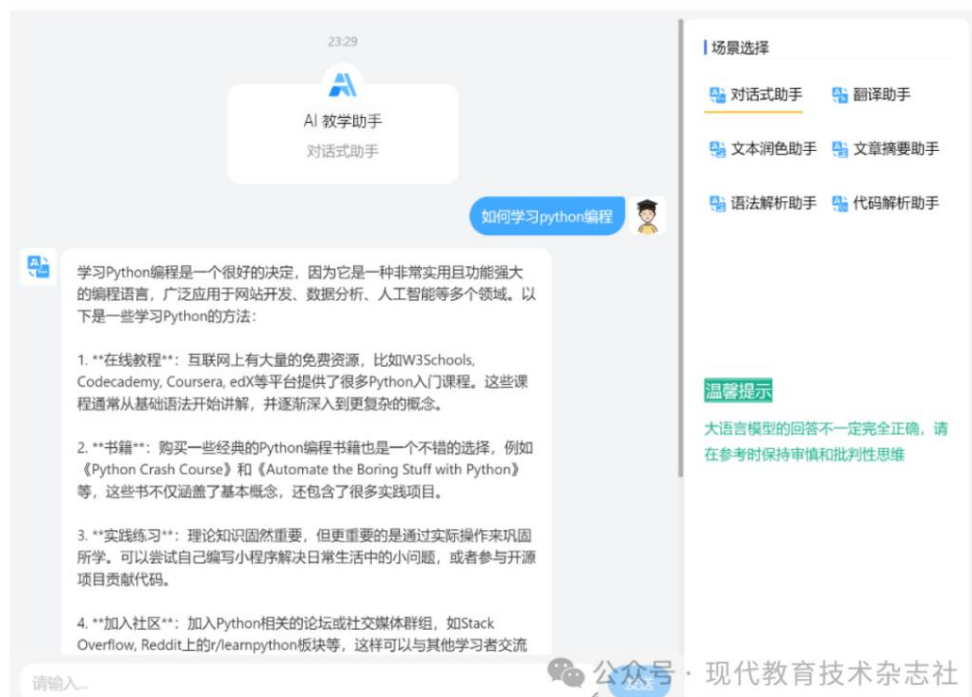 23:29
AI 教学助手
对话式助手
如何学习python编程
学习Python编程是一个很好的决定，因为它是一种非常实用且功能强大
的编程语言，广泛应用于网站开发、数据分析、人工智能等多个领域。以
下是一些学习Python的方法：
1. **在线教程**：互联网上有大量的免费资源，比如W3Schools,
Codecademy, Coursera, edX等平台提供了很多Python入门课程。这些课
程通常从基础语法开始讲解，并逐渐深入到更复杂的概念。
2. **书籍**：购买一些经典的Python编程书籍也是一个不错的选择，例如
《Python Crash Course》和《Automate the Boring Stuff with Python》
等，这些书不仅涵盖了基本概念，还包含了很多实践项目。
3. **实践练习**：理论知识固然重要，但更重要的是通过实际操作来巩固
所学。可以尝试自己编写小程序解决日常生活中的小问题，或者参与开源
项目贡献代码。
4. **加入社区**：加入Python相关的论坛或社交媒体群组，如Stack
Overflow, Reddit上的r/learnpython板块等，这样可以与其他学习者交流
请输入...
发送
场景选择
对话式助手 翻译助手
文本润色助手 文章摘要助手
语法解析助手 代码解析助手
温馨提示
大语言模型的回答不一定完全正确，请
在参考时保持审慎和批判性思维
公众号 · 现代教育技术杂志社